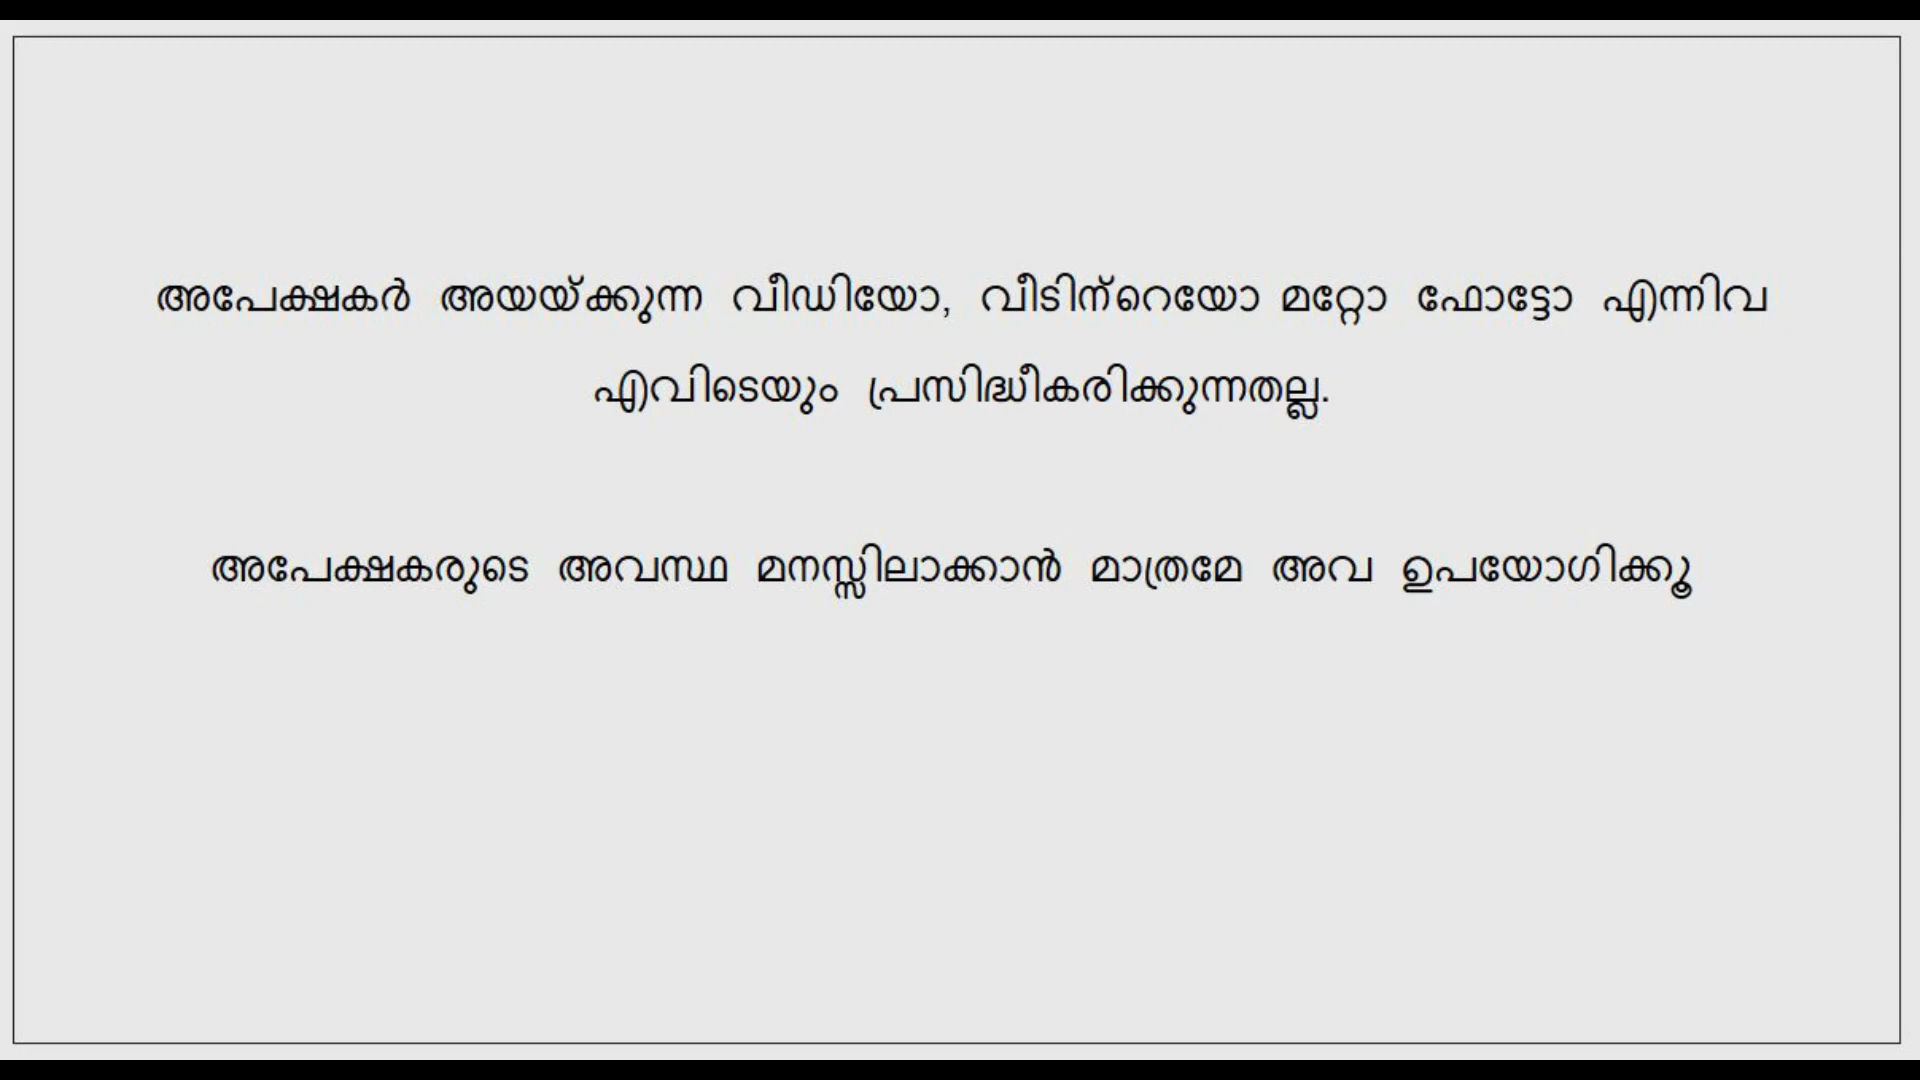 അപേക്ഷകർ അയയ്ക്കുന്ന വീഡിയോ, വീടിന്റെയോ മറ്റോ ഫോട്ടോ എന്നിവ
എവിടെയും പ്രസിദ്ധീകരിക്കുന്നതല്ല.
അപേക്ഷകരുടെ അവസ്ഥ മനസ്സിലാക്കാൻ മാത്രമേ അവ ഉപയോഗിക്കൂ